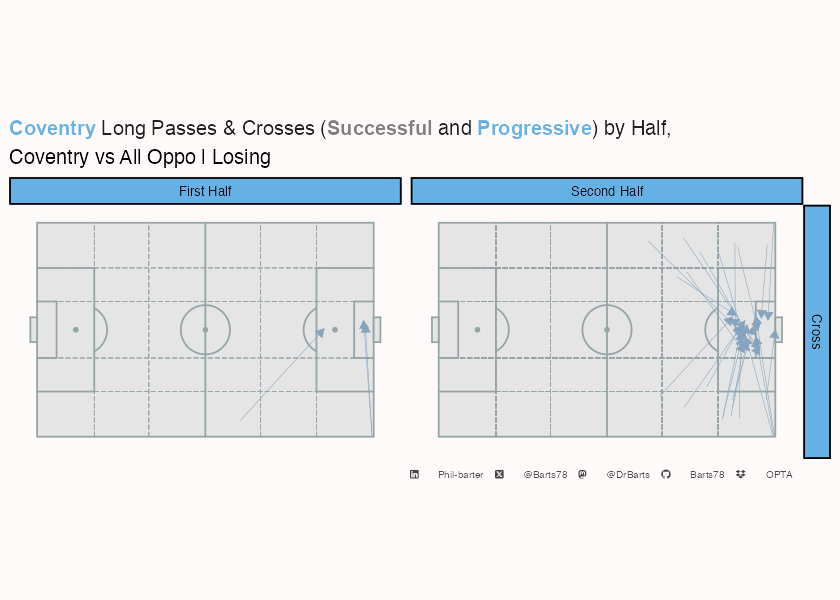 Coventry Long Passes & Crosses (Successful and Progressive) by Half,
Coventry vs All Oppo | Losing
First Half
Second Half
Cross
Phil-barter @Barts78 @DrBarts Barts78 OPTA